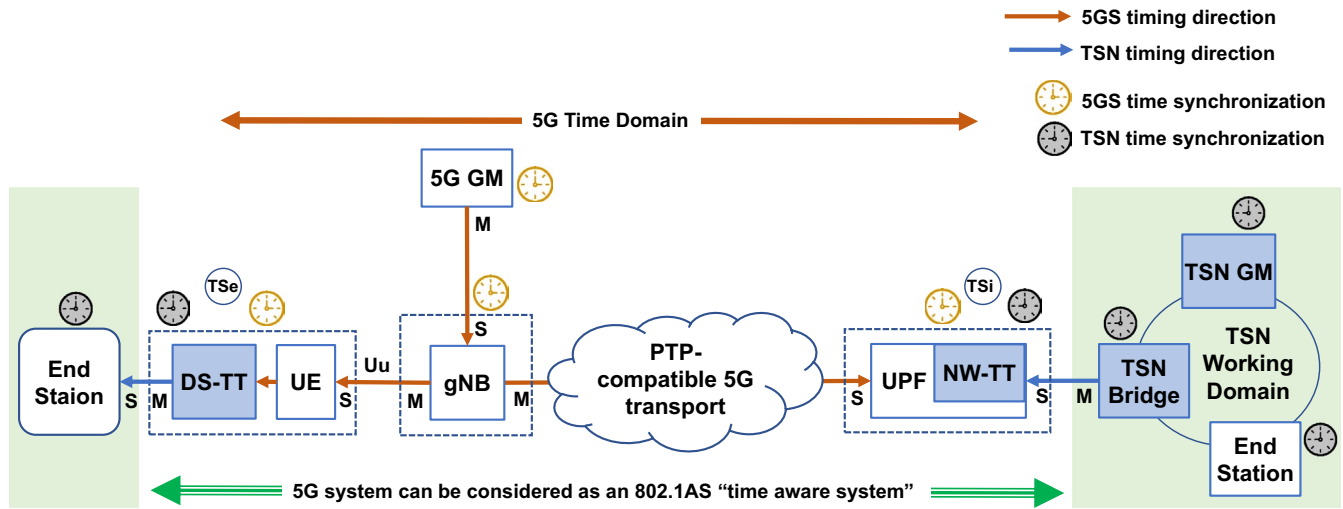 5GS timing direction
TSN timing direction
5GS time synchronization
TSN time synchronization
5G Time Domain
5G GM
M
TSN GM
TSe
TSi
S
End
Staion
S
M
DS-TT
UE
S
Uu
M
gNB
M
PTP-
compatible 5G
transport
S
UPF
NW-TT
S
M
TSN
Bridge
TSN
Working
Domain
End
Station
5G system can be considered as an 802.1AS “time aware system”